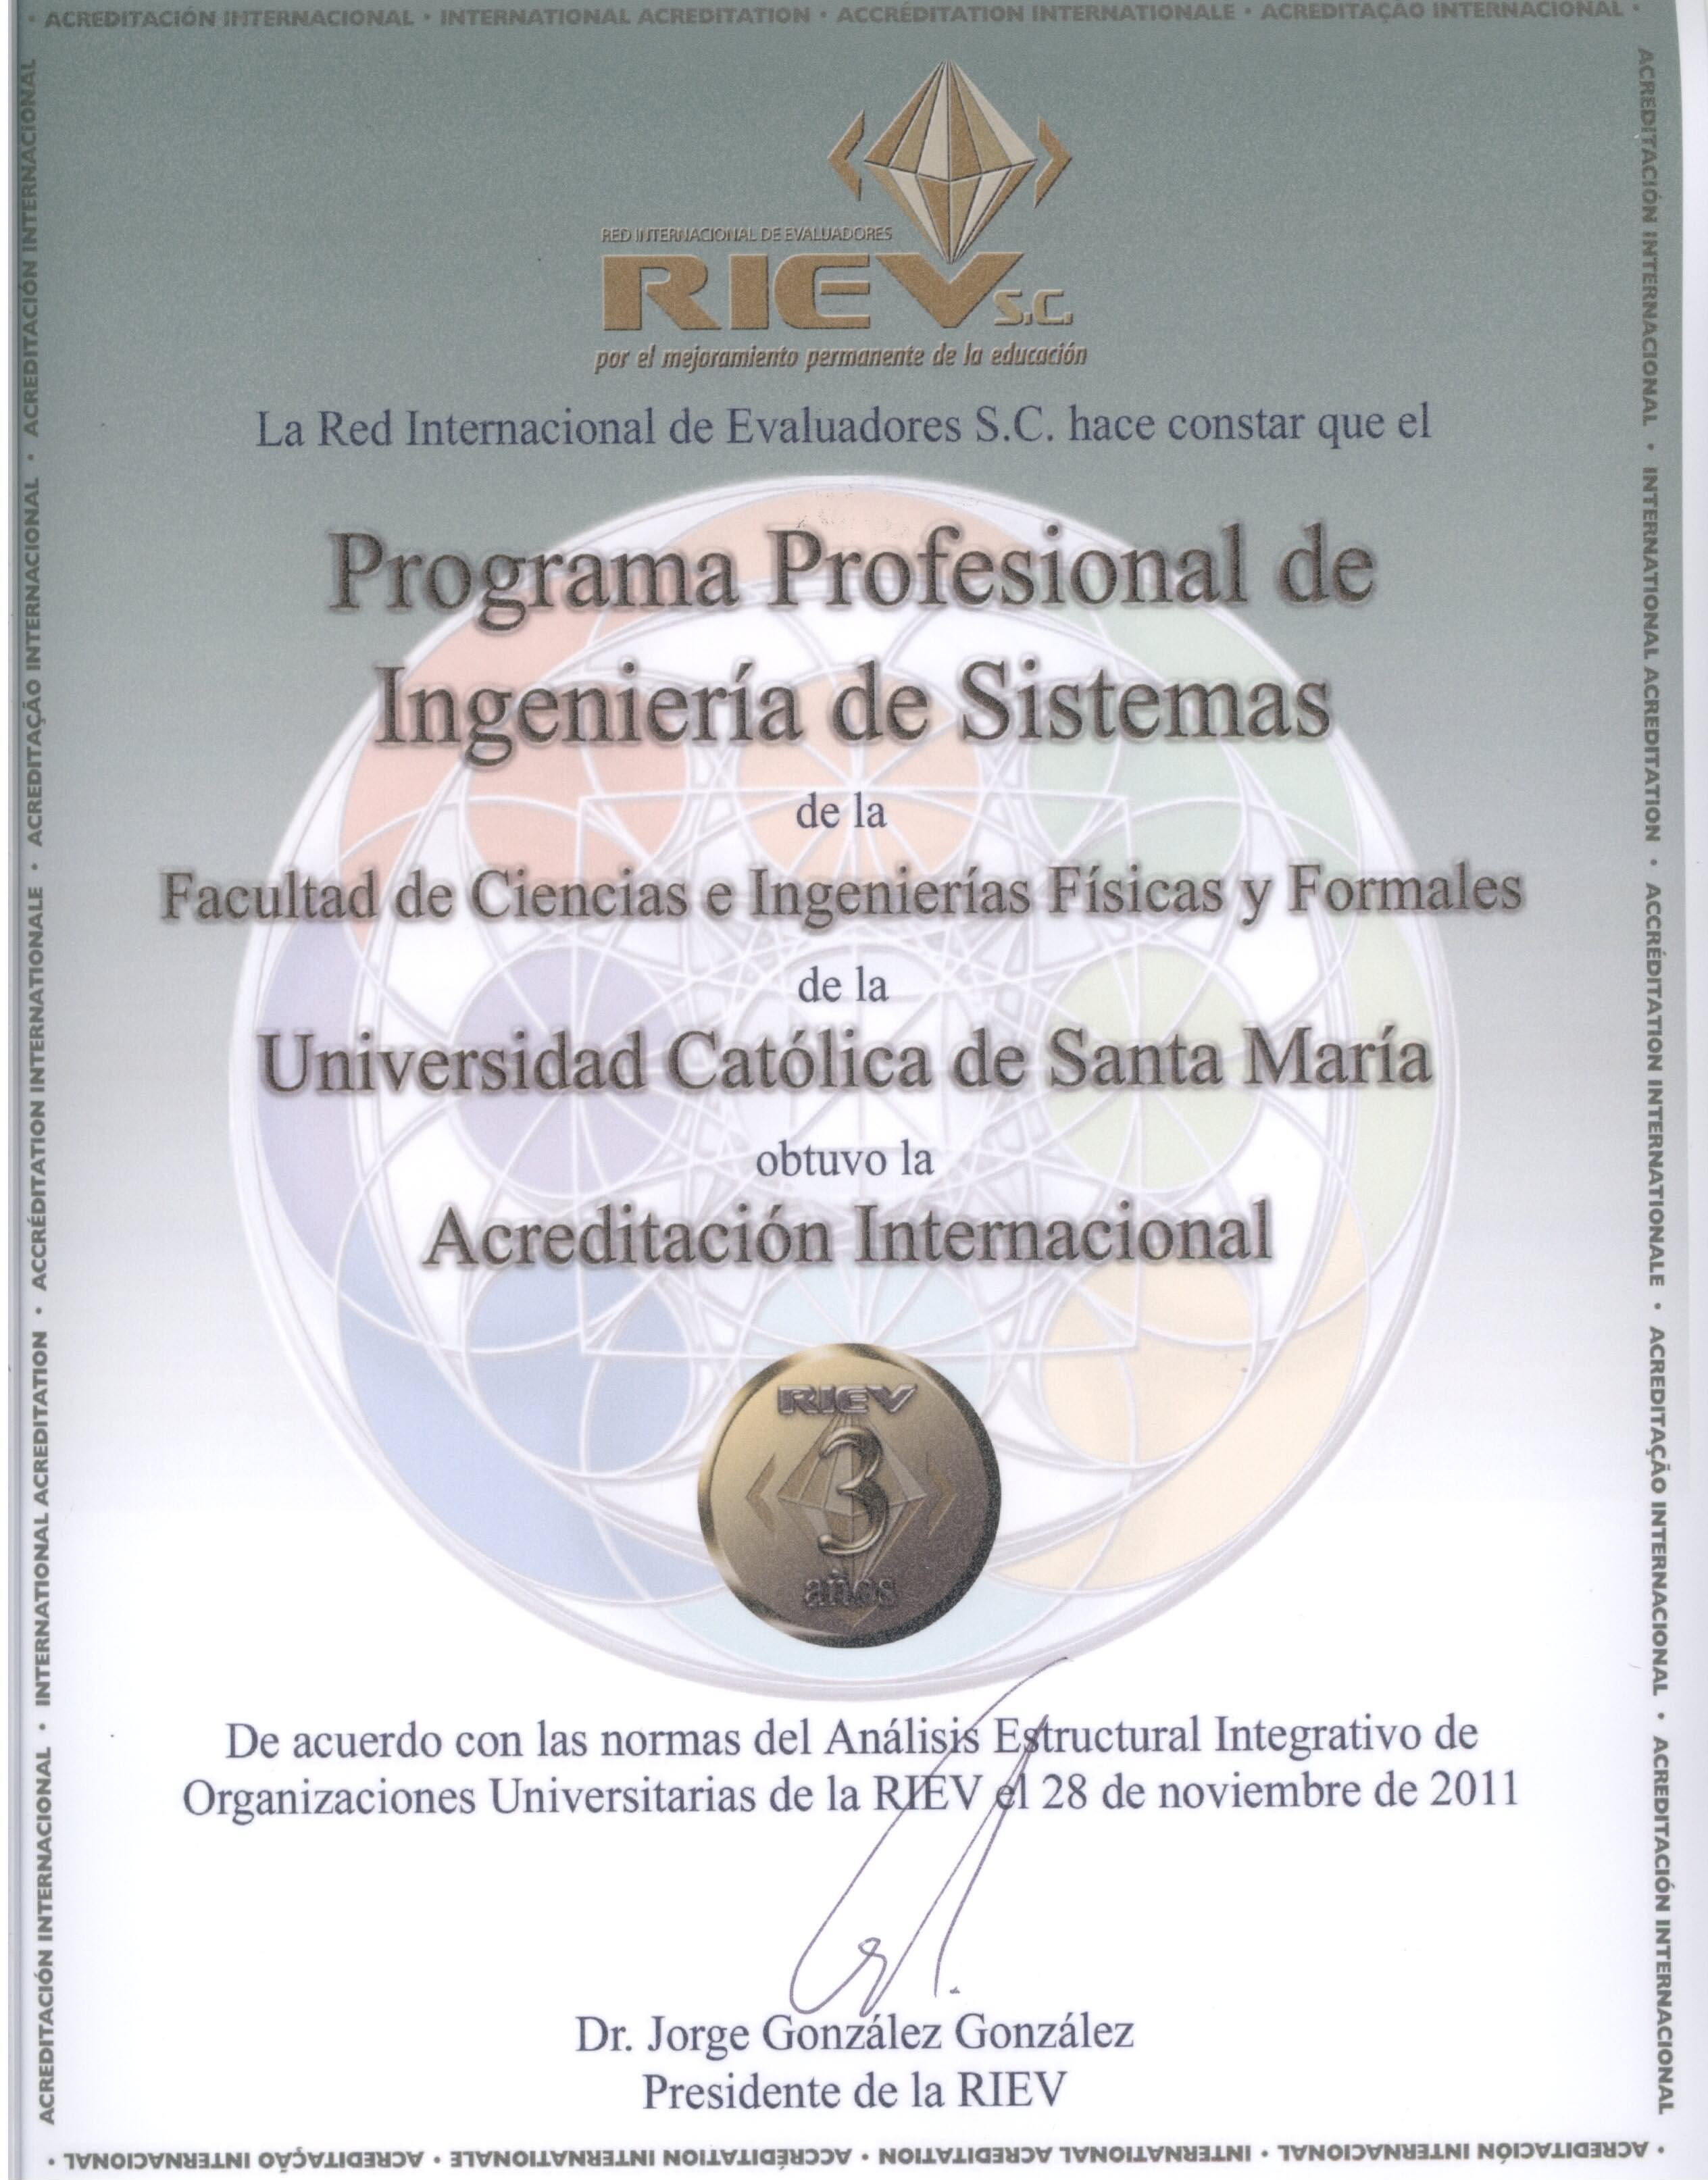 ACREDITACIÓN INTERNACIONAL • INTERNATIONAL ACREDITATION • ACCRÉDITATION INTERNATIONALE • ACREDITAÇÃO INTERNACIONAL •
RED INTERNACIONAL DE EVALUADORES
RIEV S.C.
por el mejoramiento permanente de la educación
La Red Internacional de Evaluadores S.C. hace constar que el
Programa Profesional de
Ingeniería de Sistemas
de la
Facultad de Ciencias e Ingenierías Físicas y Formales
de la
Universidad Católica de Santa María
obtuvo la
Acreditación Internacional
RIEV
3
años
De acuerdo con las normas del Análisis Estructural Integrativo de
Organizaciones Universitarias de la RIEV el 28 de noviembre de 2011
Dr. Jorge González González
Presidente de la RIEV
ACREDITACIÓN INTERNACIONAL • INTERNATIONAL ACREDITATION • ACCRÉDITATION INTERNATIONALE • ACREDITAÇÃO INTERNACIONAL • ACREDITACIÓN INTERNACIONAL
ACREDITACIÓN INTERNACIONAL • INTERNATIONAL ACREDITATION • ACCRÉDITATION INTERNATIONALE • ACREDITAÇÃO INTERNACIONAL • ACREDITACIÓN INTERNACIONAL
• ACREDITACIÓN INTERNACIONAL • INTERNATIONAL ACREDITATION • ACCRÉDITATION INTERNATIONALE • ACREDITAÇÃO INTERNACIONAL •